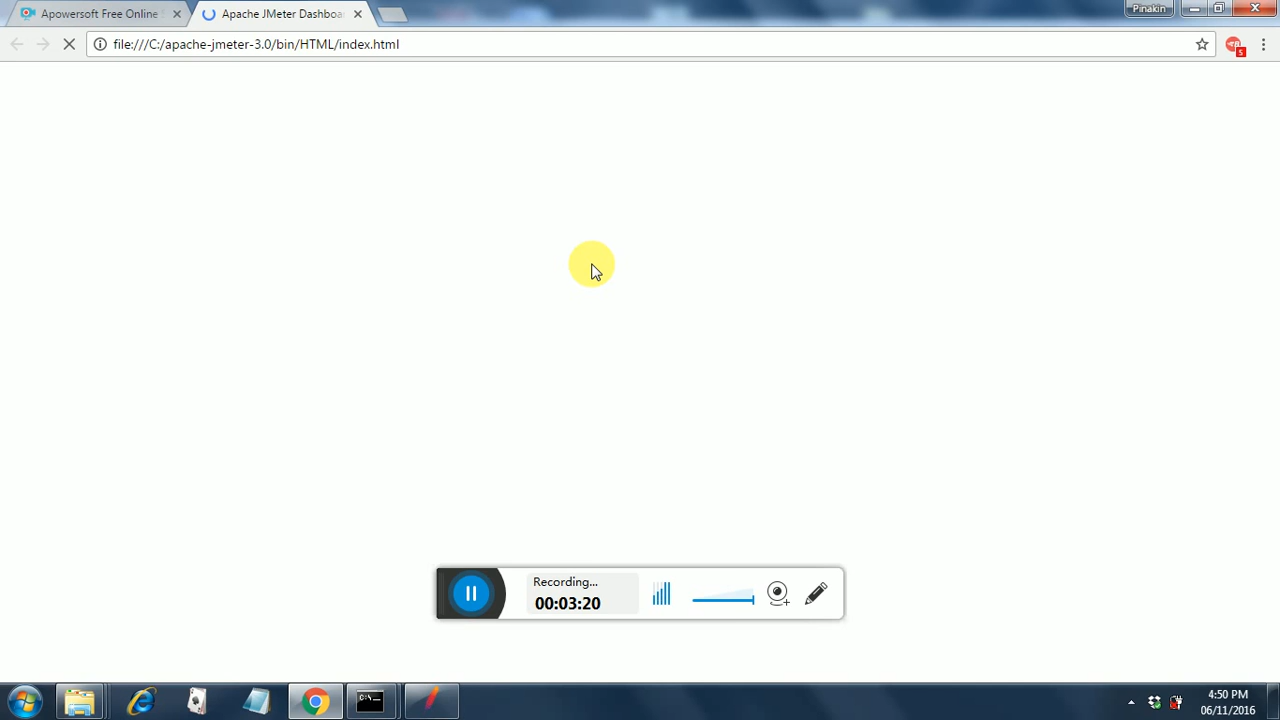 Apowersoft Free Online
Apache JMeter Dashboa
Pinakin
file:///C:/apache-jmeter-3.0/bin/HTML/index.html
5
Recording...
00:03:20
C:\
4:50 PM
06/11/2016